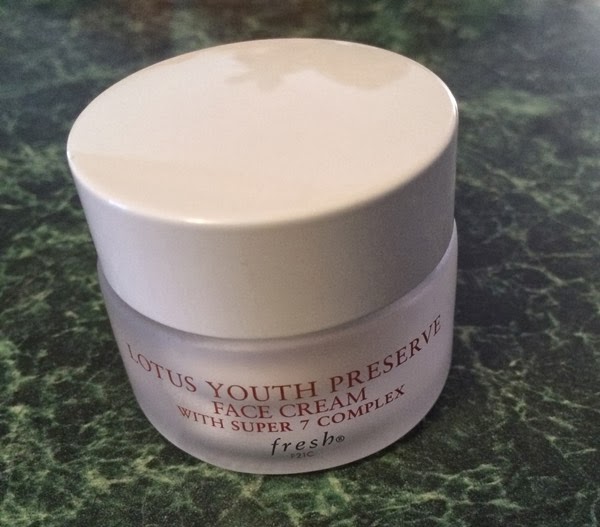 LOTUS YOUTH PRESERVE
FACE CREAM
WITH SUPER 7 COMPLEX
fresh®
F21C